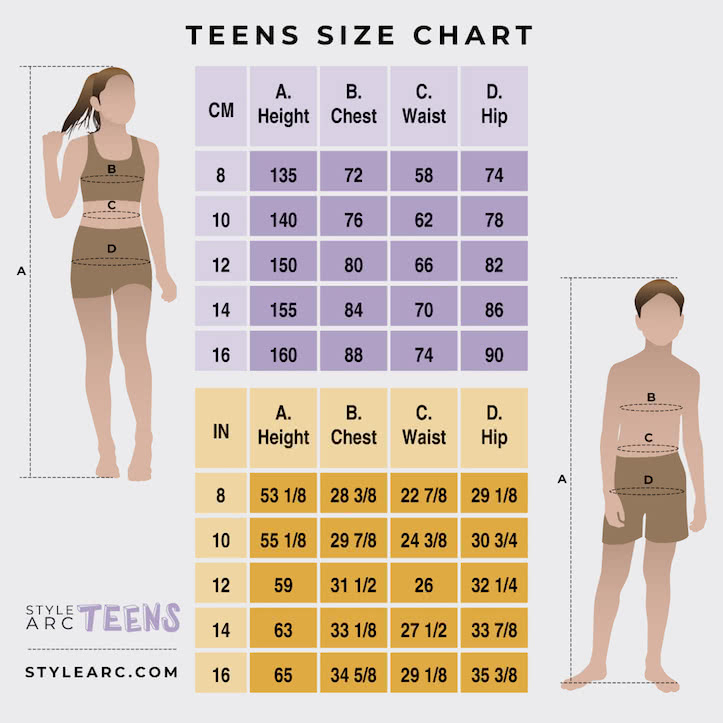 TEENS SIZE CHART
CM A. Height B. Chest C. Waist D. Hip
8 135 72 58 74
10 140 76 62 78
12 150 80 66 82
14 155 84 70 86
16 160 88 74 90
IN A. Height B. Chest C. Waist D. Hip
8 53 1/8 28 3/8 22 7/8 29 1/8
10 55 1/8 29 7/8 24 3/8 30 3/4
12 59 31 1/2 26 32 1/4
14 63 33 1/8 27 1/2 33 7/8
16 65 34 5/8 29 1/8 35 3/8
B
C
D
A
B
C
A
D
STYLE ARC TEENS
STYLEARC.COM